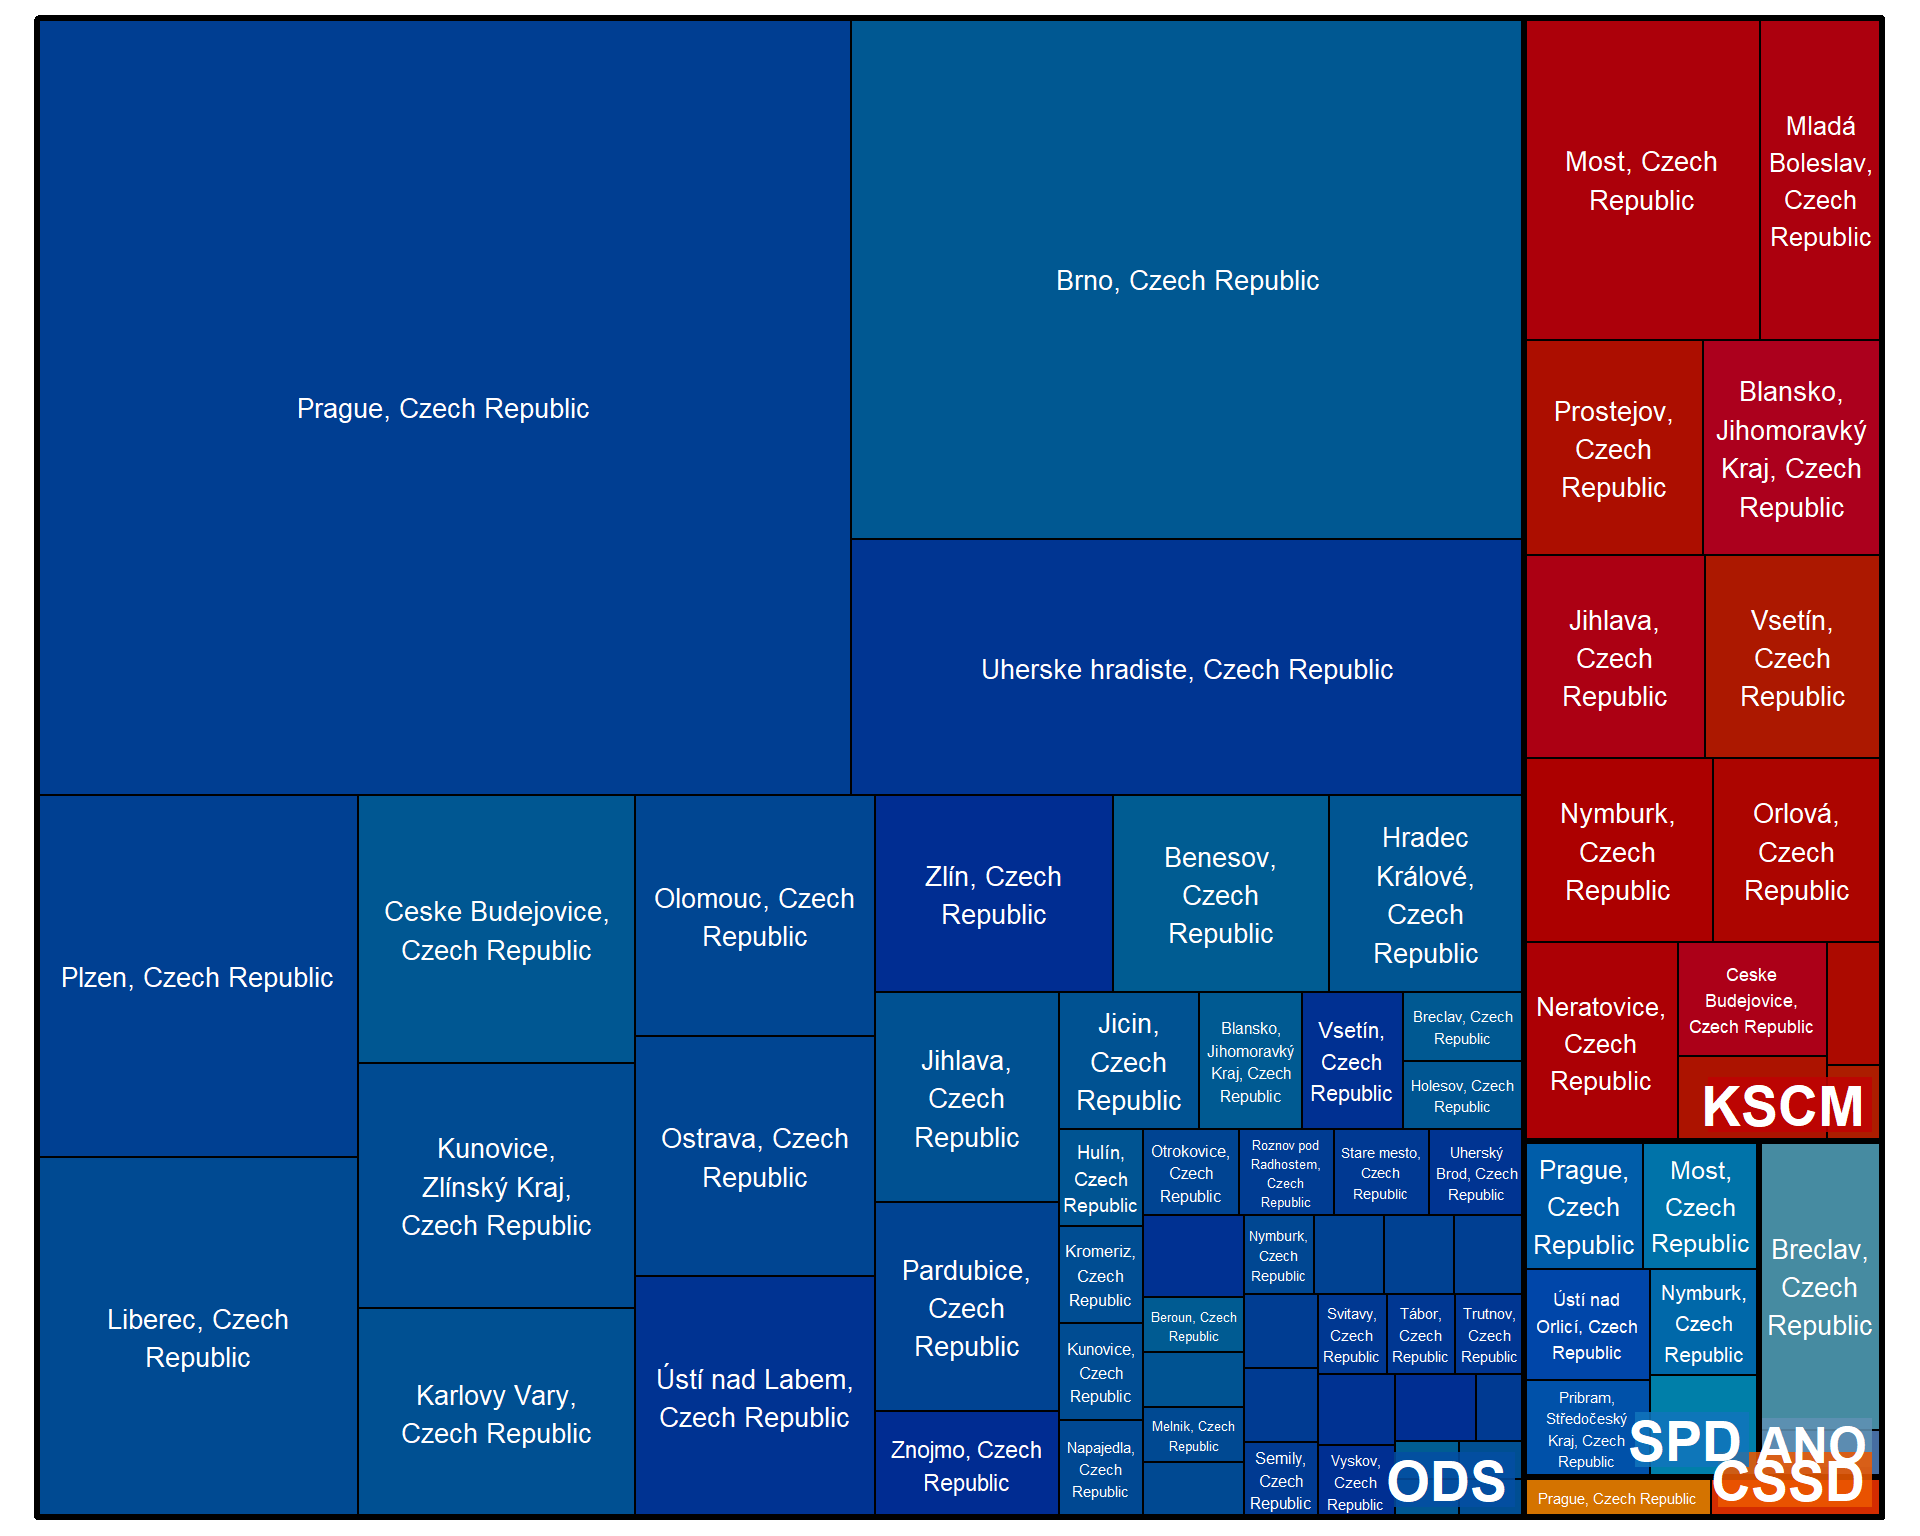 Prague, Czech Republic
Brno, Czech Republic
Uherske hradiste, Czech Republic
Plzen, Czech Republic
Liberec, Czech
Republic
Ceske Budejovice,
Czech Republic
Kunovice,
Zlínský Kraj,
Czech Republic
Karlovy Vary,
Czech Republic
Olomouc, Czech
Republic
Ostrava, Czech
Republic
Ústí nad Labem,
Czech Republic
Zlín, Czech
Republic
Benesov,
Czech
Republic
Hradec
Králové,
Czech
Republic
Jihlava,
Czech
Republic
Pardubice,
Czech
Republic
Znojmo, Czech
Republic
Jicin,
Czech
Republic
Blansko,
Jihomoravký
Kraj, Czech
Republic
Vsetín,
Czech
Republic
Breclav, Czech
Republic
Holesov, Czech
Republic
Hulín,
Czech
Republic
Kromeriz,
Czech
Republic
Kunovice,
Czech
Republic
Napajedla,
Czech
Republic
Otrokovice,
Czech
Republic
Roznov pod
Radhostem,
Czech
Republic
Stare mesto,
Czech
Republic
Uherský
Brod, Czech
Republic
Beroun, Czech
Republic
Melnik, Czech
Republic
Nymburk,
Czech
Republic
Svitavy,
Czech
Republic
Tábor,
Czech
Republic
Trutnov,
Czech
Republic
Semily,
Czech
Republic
Vyskov,
Czech
Republic
ODS
Most, Czech
Republic
Mladá
Boleslav,
Czech
Republic
Prostejov,
Czech
Republic
Blansko,
Jihomoravký
Kraj, Czech
Republic
Jihlava,
Czech
Republic
Vsetín,
Czech
Republic
Nymburk,
Czech
Republic
Orlová,
Czech
Republic
Neratovice,
Czech
Republic
Ceske
Budejovice,
Czech Republic
KSCM
Prague,
Czech
Republic
Most,
Czech
Republic
Ústí nad
Orlicí, Czech
Republic
Nymburk,
Czech
Republic
Pribram,
Středočeský
Kraj, Czech
Republic
SPD
Breclav,
Czech
Republic
ANO
Prague, Czech Republic
CSSD